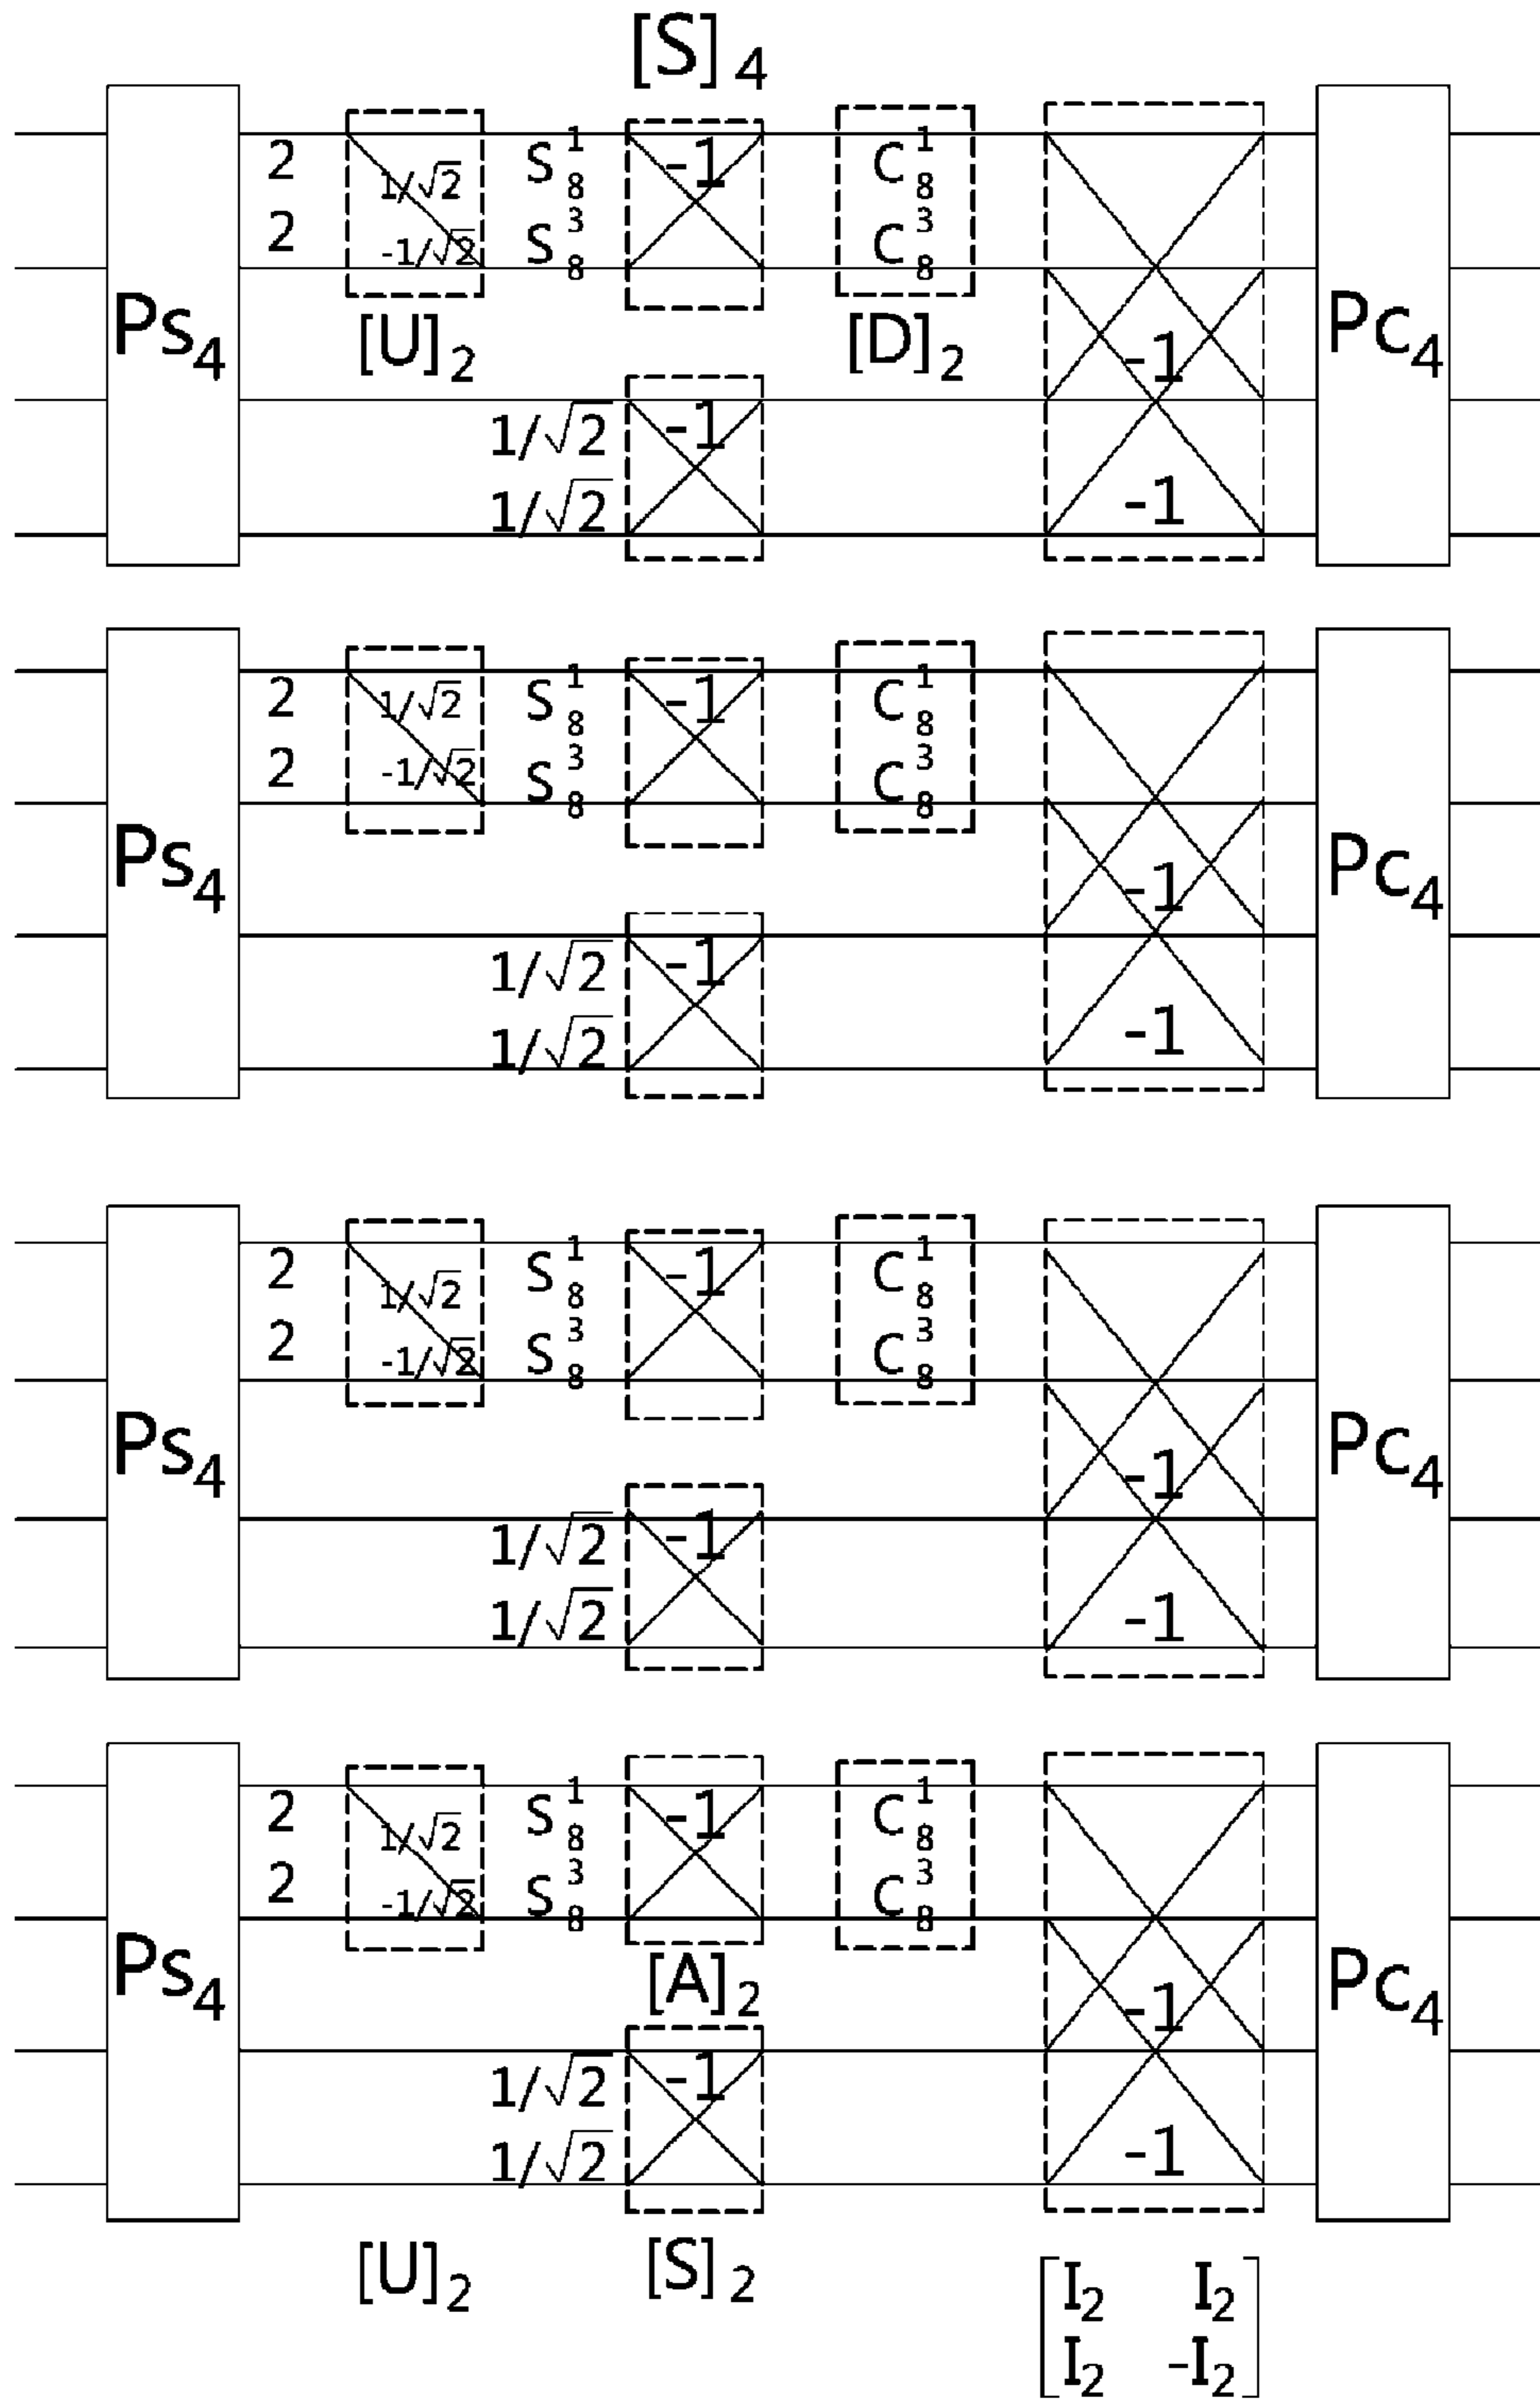 [S]4
2 1/√2 S 1 8 -1 C 1 8
2 -1/√2 S 3 8 C 3 8
Ps4 [U]2 [D]2 -1 Pc4
1/√2 -1
1/√2 -1
2 1/√2 S 1 8 -1 C 1 8
2 -1/√2 S 3 8 C 3 8
Ps4 -1 Pc4
1/√2 -1
1/√2 -1
2 1/√2 S 1 8 -1 C 1 8
2 -1/√2 S 3 8 C 3 8
Ps4 -1 Pc4
1/√2 -1
1/√2 -1
2 1/√2 S 1 8 -1 C 1 8
2 -1/√2 S 3 8 C 3 8
Ps4 [A]2 -1 Pc4
1/√2 -1
1/√2 -1
[U]2 [S]2
I2 I2
I2 -I2